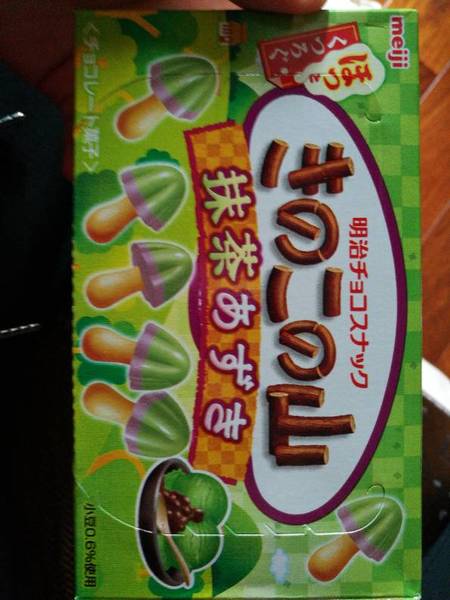 meiji
ほっと
くつろぐ
明治チョコスナック
きのこの山
抹茶あずき
<チョコレート菓子>
小豆0.6%使用